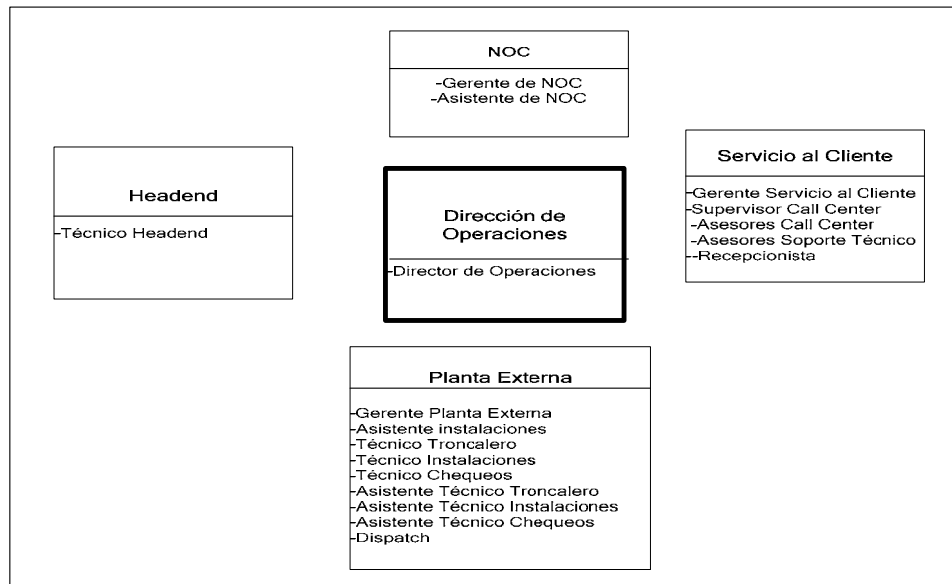 NOC
-Gerente de NOC
-Asistente de NOC
Headend
-Técnico Headend
Dirección de
Operaciones
-Director de Operaciones
Servicio al Cliente
-Gerente Servicio al Cliente
-Supervisor Call Center
-Asesores Call Center
-Asesores Soporte Técnico
--Recepcionista
Planta Externa
-Gerente Planta Externa
-Asistente instalaciones
-Técnico Troncalero
-Técnico Instalaciones
-Técnico Chequeos
-Asistente Técnico Troncalero
-Asistente Técnico Instalaciones
-Asistente Técnico Chequeos
-Dispatch